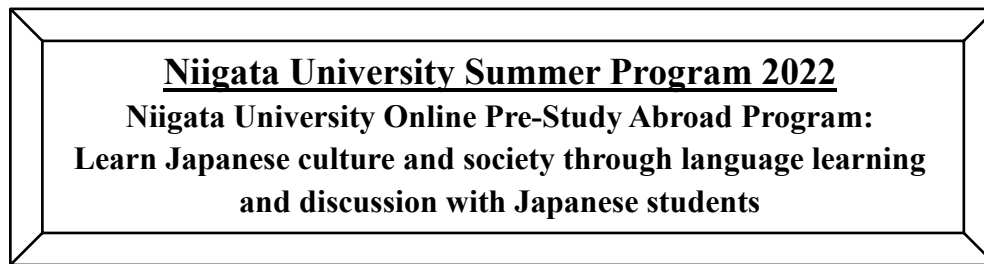 Niigata University Summer Program 2022
Niigata University Online Pre-Study Abroad Program:
Learn Japanese culture and society through language learning
and discussion with Japanese students